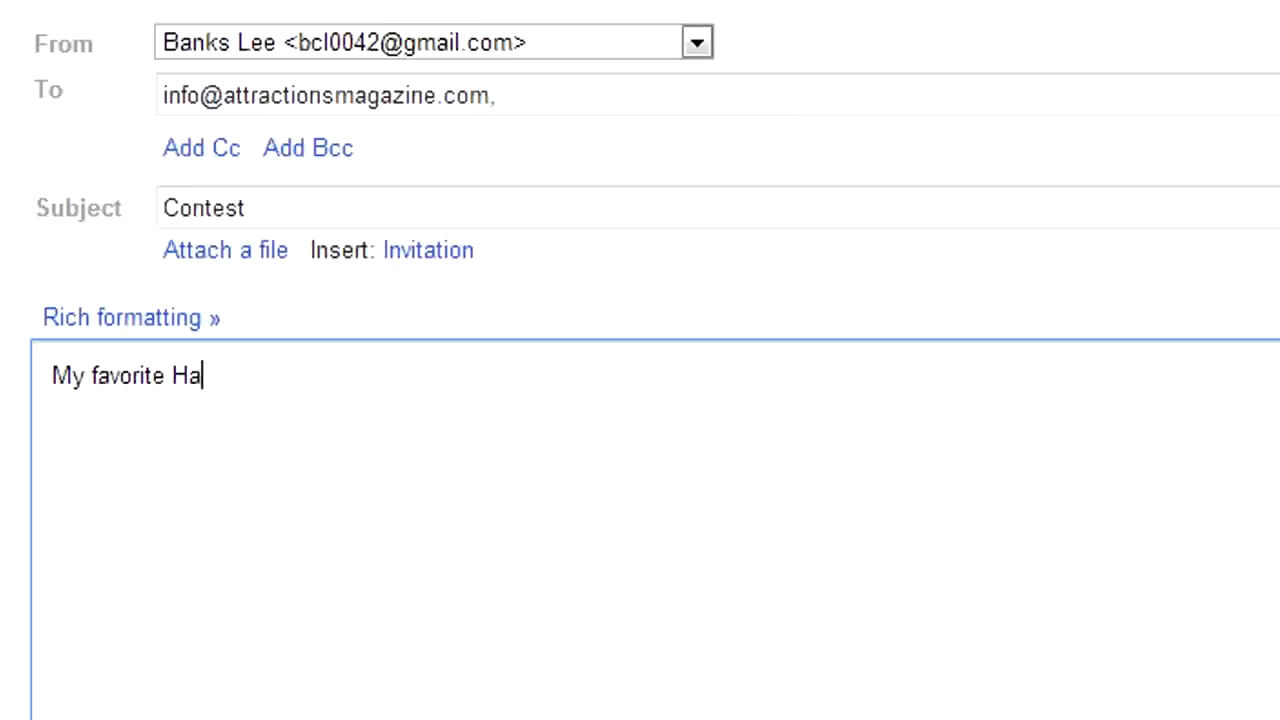 From Banks Lee <bcl0042@gmail.com>
To info@attractionsmagazine.com,
Add Cc Add Bcc
Subject Contest
Attach a file Insert: Invitation
Rich formatting »
My favorite Ha